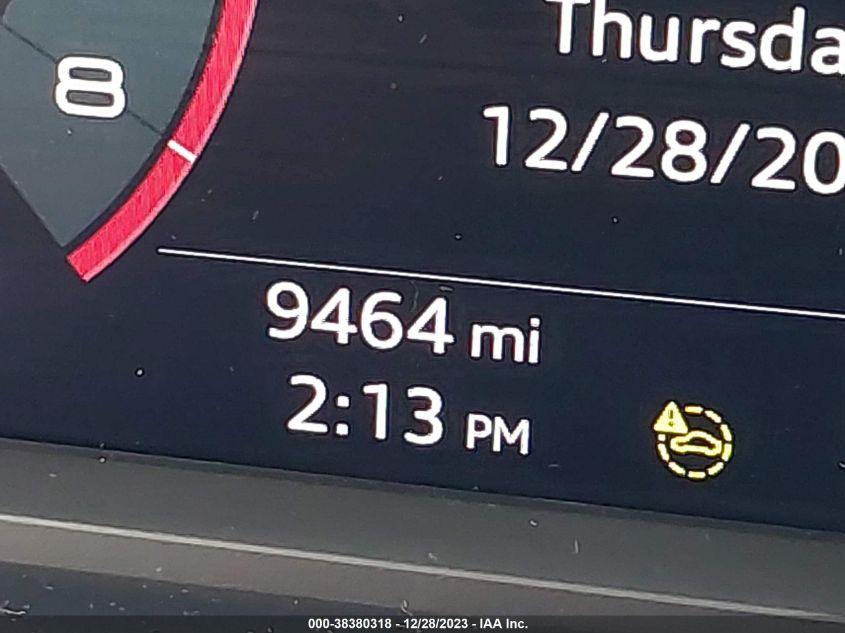 8
Thursda
12/28/20
9464 mi
2:13 PM
000-38380318 - 12/28/2023 - IAA Inc.